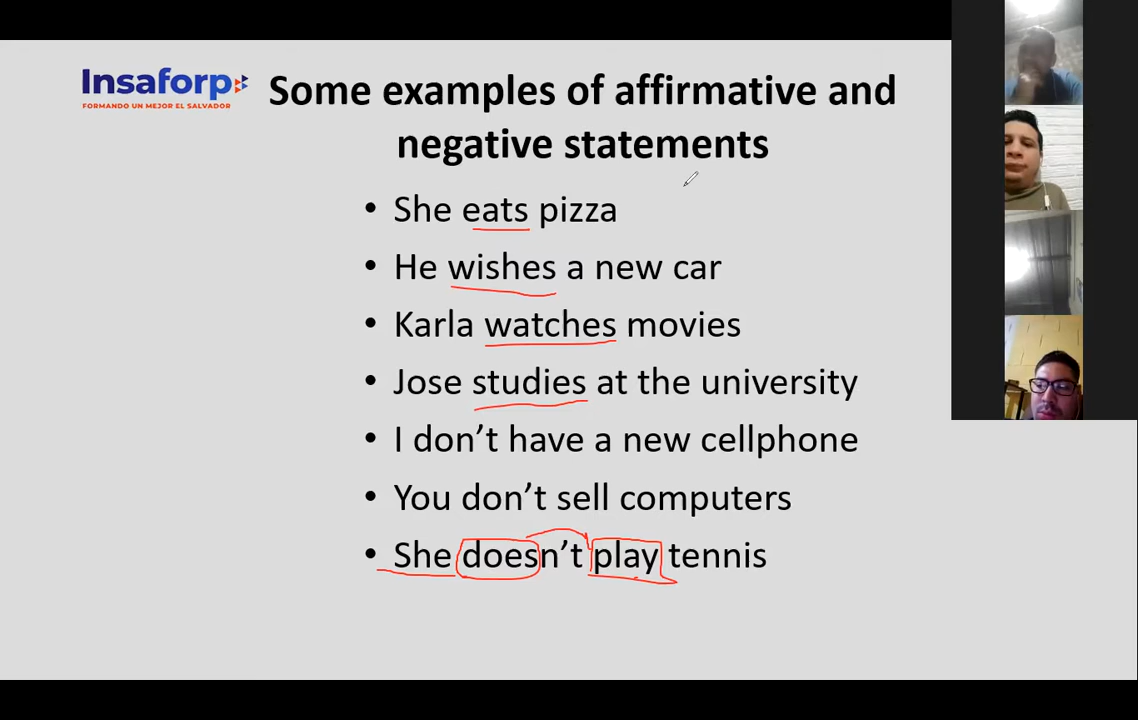 Insaforp
FORMANDO UN MEJOR EL SALVADOR
Some examples of affirmative and
negative statements
• She eats pizza
• He wishes a new car
• Karla watches movies
• Jose studies at the university
• I don’t have a new cellphone
• You don’t sell computers
• She doesn’t play tennis